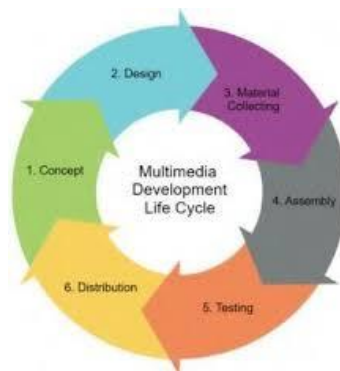 Multimedia
Development
Life Cycle
1. Concept
2. Design
3. Material
Collecting
4. Assembly
5. Testing
6. Distribution